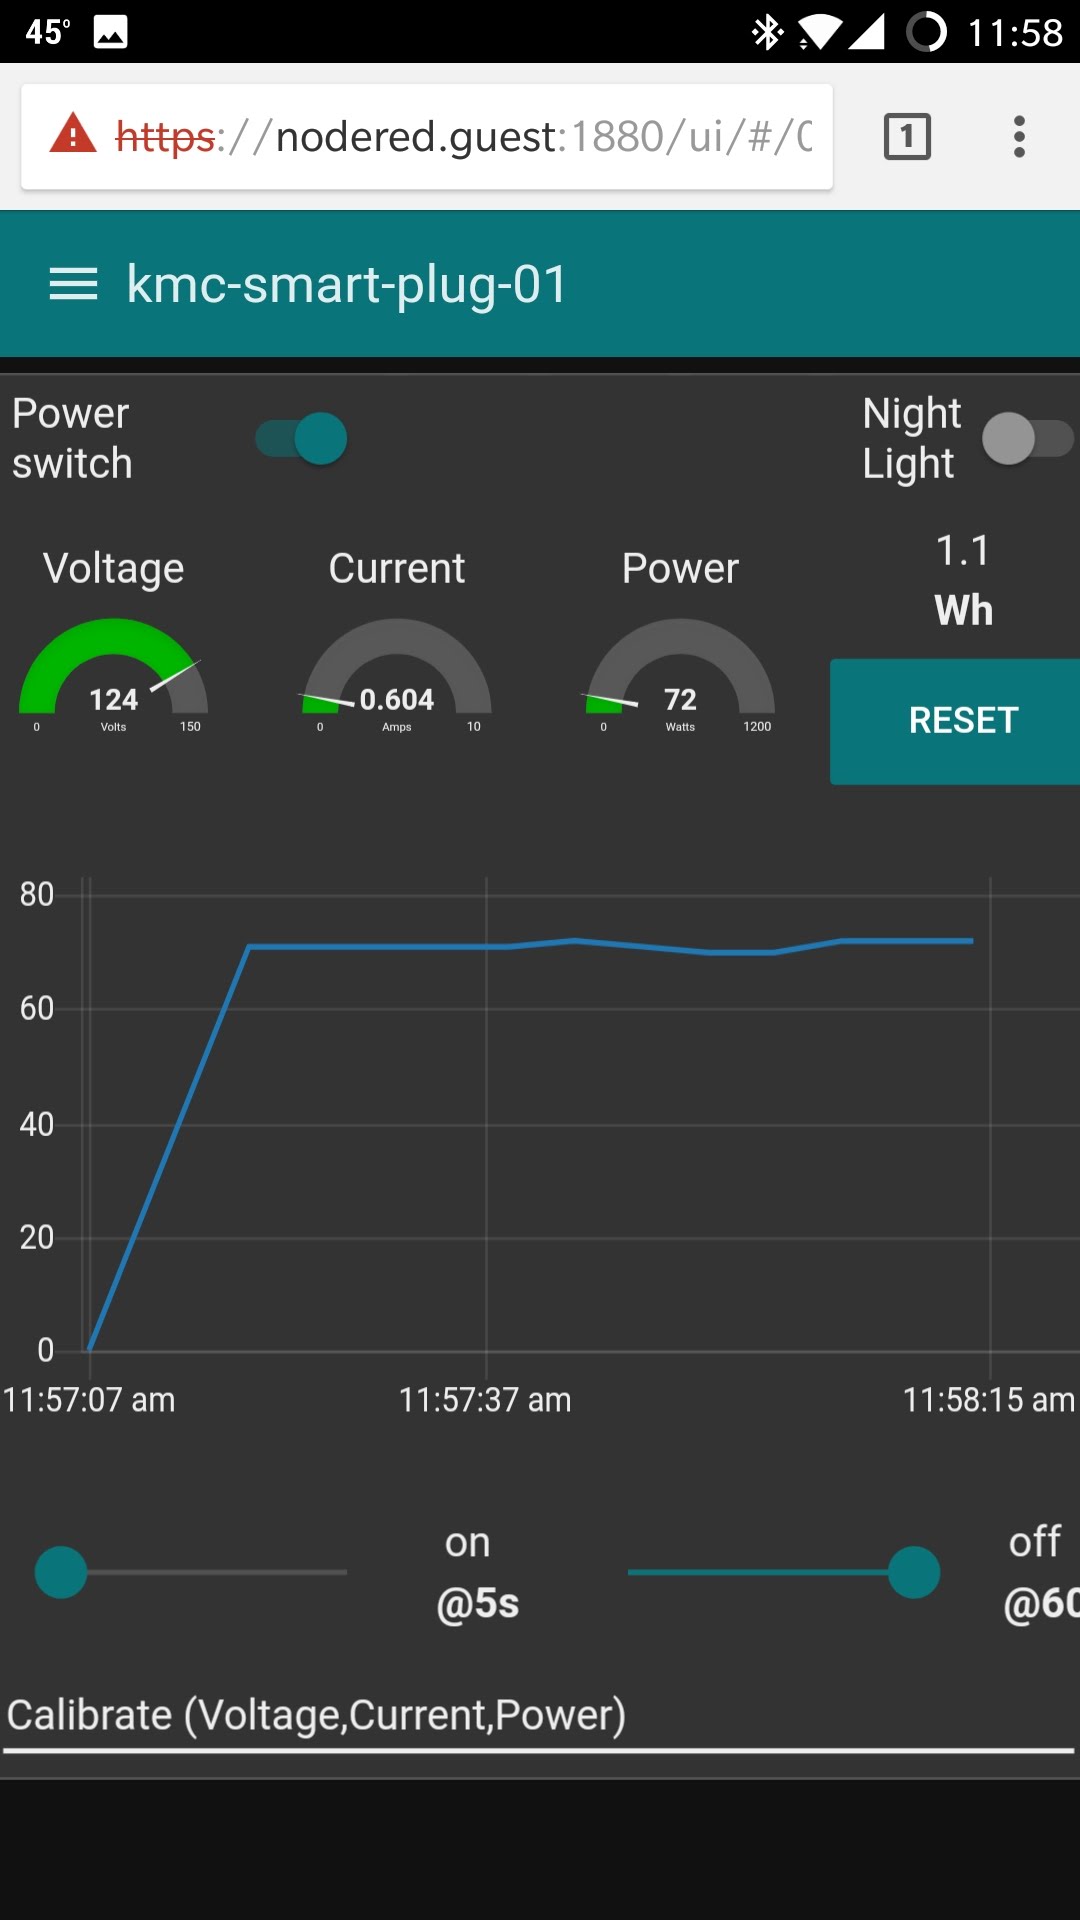 45° 11:58
https://nodered.guest:1880/ui/#/
1
kmc-smart-plug-01
Power
switch
Night
Light
Voltage
124
0 Volts 150
Current
0.604
0 Amps 10
Power
72
0 Watts 1200
1.1
Wh
RESET
80
60
40
20
0
11:57:07 am 11:57:37 am 11:58:15 am
on
@5s
off
@60
Calibrate (Voltage,Current,Power)